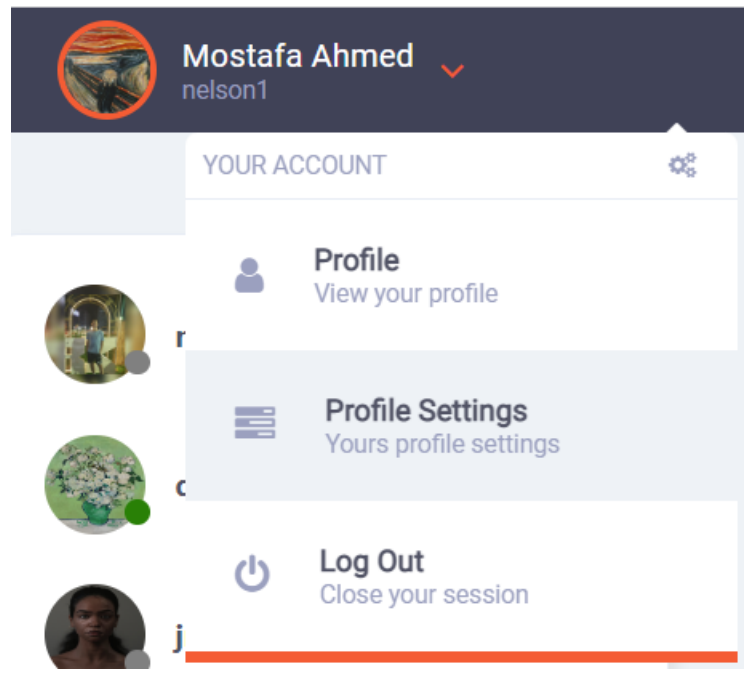 Mostafa Ahmed
nelson1
YOUR ACCOUNT
Profile
View your profile
Profile Settings
Yours profile settings
Log Out
Close your session